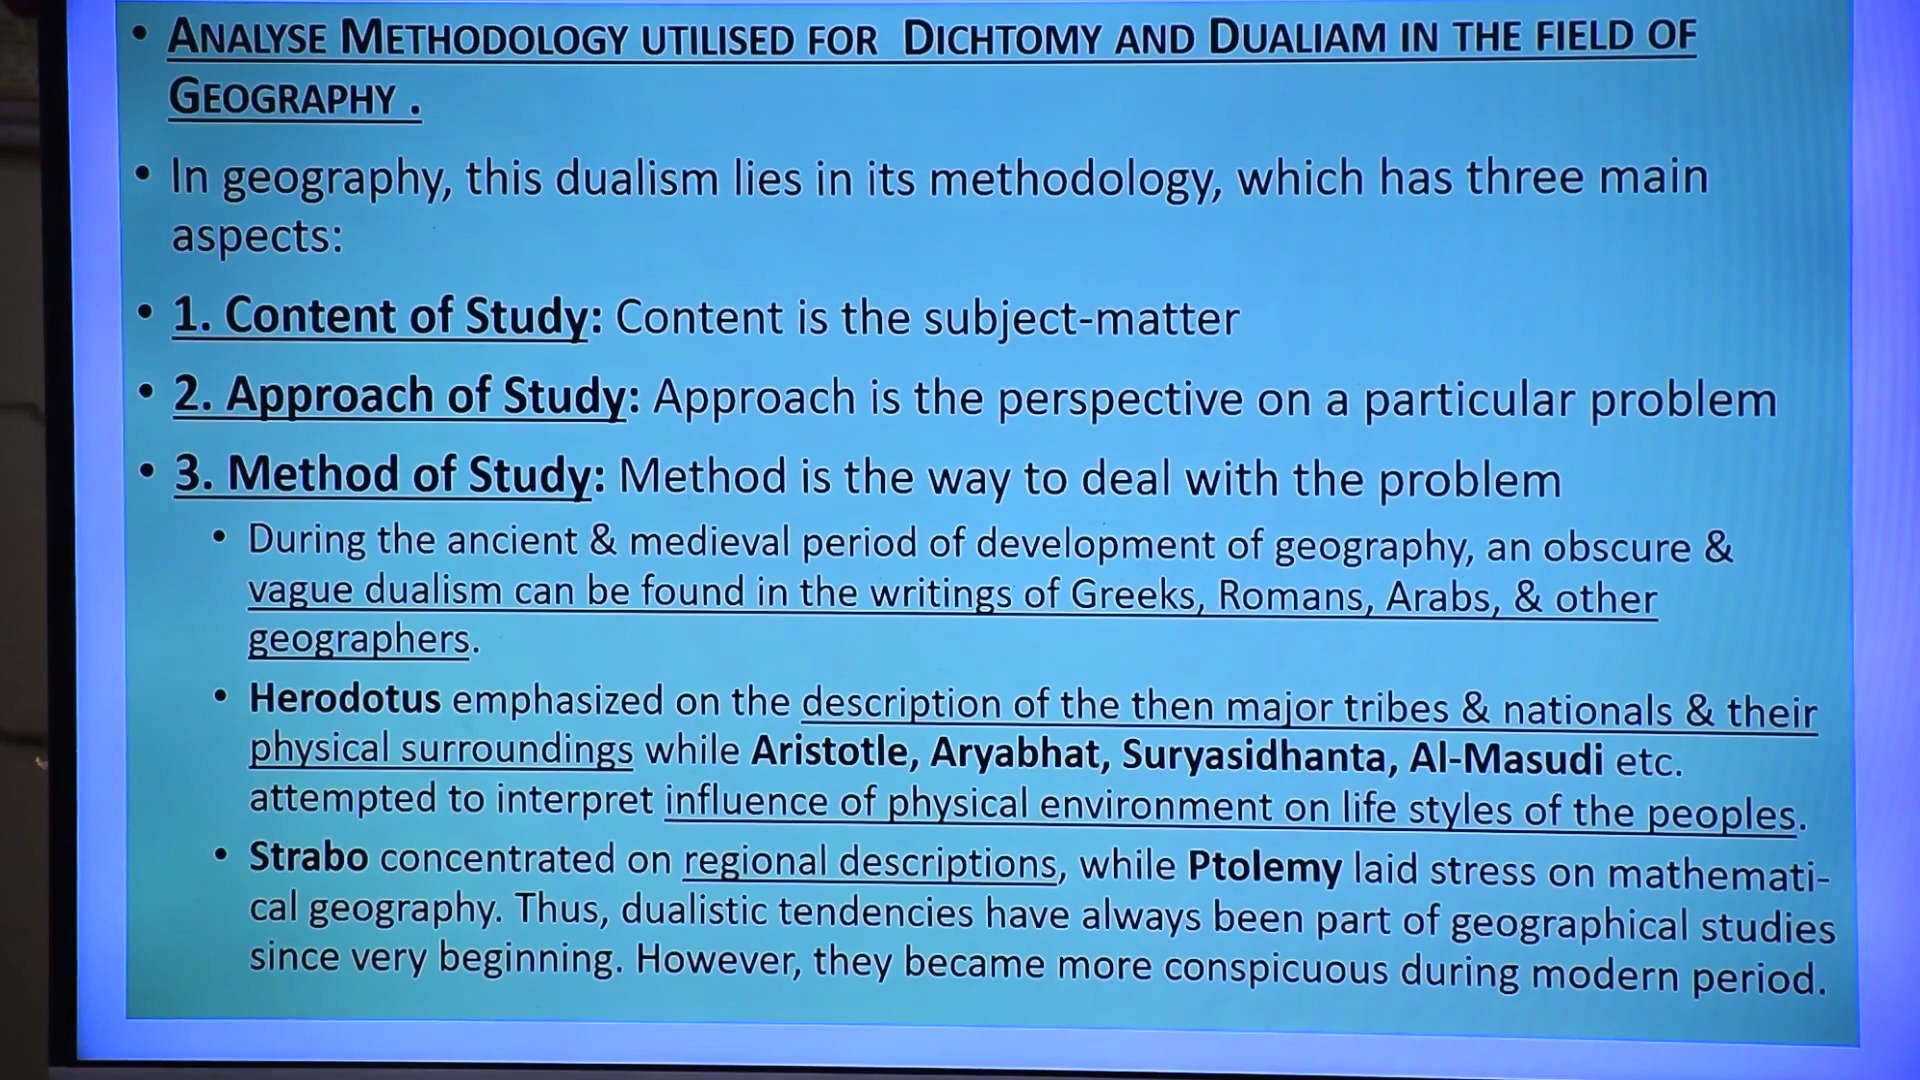 • ANALYSE METHODOLOGY UTILISED FOR DICHTOMY AND DUALIAM IN THE FIELD OF
GEOGRAPHY .
• In geography, this dualism lies in its methodology, which has three main
aspects:
• 1. Content of Study: Content is the subject-matter
• 2. Approach of Study: Approach is the perspective on a particular problem
• 3. Method of Study: Method is the way to deal with the problem
• During the ancient & medieval period of development of geography, an obscure &
vague dualism can be found in the writings of Greeks, Romans, Arabs, & other
geographers.
• Herodotus emphasized on the description of the then major tribes & nationals & their
physical surroundings while Aristotle, Aryabhat, Suryasidhanta, Al-Masudi etc.
attempted to interpret influence of physical environment on life styles of the peoples.
• Strabo concentrated on regional descriptions, while Ptolemy laid stress on mathemati-
cal geography. Thus, dualistic tendencies have always been part of geographical studies
since very beginning. However, they became more conspicuous during modern period.